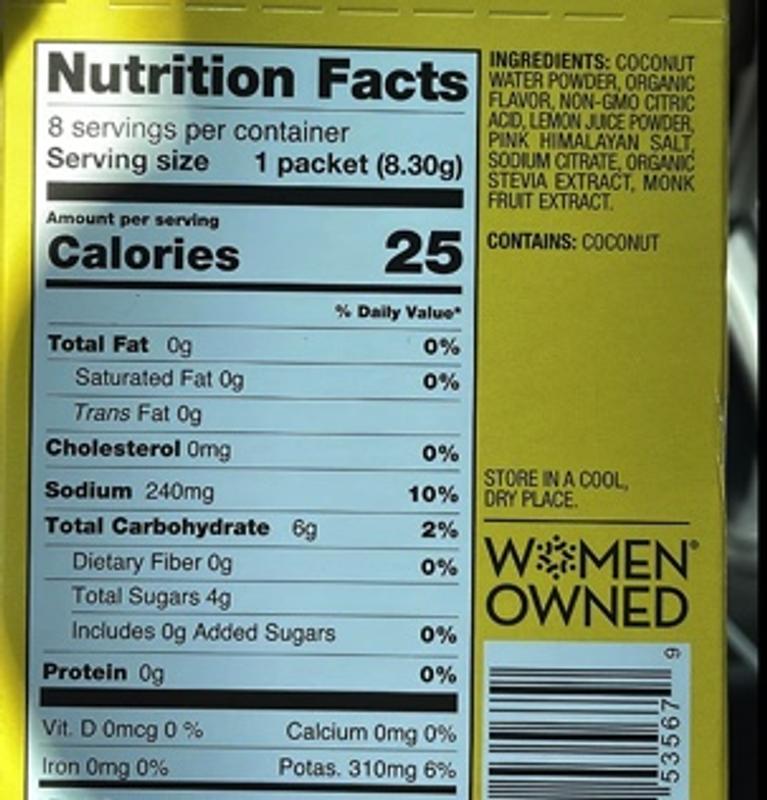 Nutrition Facts
8 servings per container
Serving size 1 packet (8.30g)
Amount per serving
Calories 25
% Daily Value*
Total Fat 0g 0%
Saturated Fat 0g 0%
Trans Fat 0g
Cholesterol 0mg 0%
Sodium 240mg 10%
Total Carbohydrate 6g 2%
Dietary Fiber 0g 0%
Total Sugars 4g
Includes 0g Added Sugars 0%
Protein 0g 0%
Vit. D 0mcg 0 % Calcium 0mg 0%
Iron 0mg 0% Potas. 310mg 6%
INGREDIENTS: COCONUT
WATER POWDER, ORGANIC
FLAVOR, NON-GMO CITRIC
ACID, LEMON JUICE POWDER,
PINK HIMALAYAN SALT,
SODIUM CITRATE, ORGANIC
STEVIA EXTRACT, MONK
FRUIT EXTRACT.
CONTAINS: COCONUT
STORE IN A COOL,
DRY PLACE.
WOMEN®
OWNED
53567 9